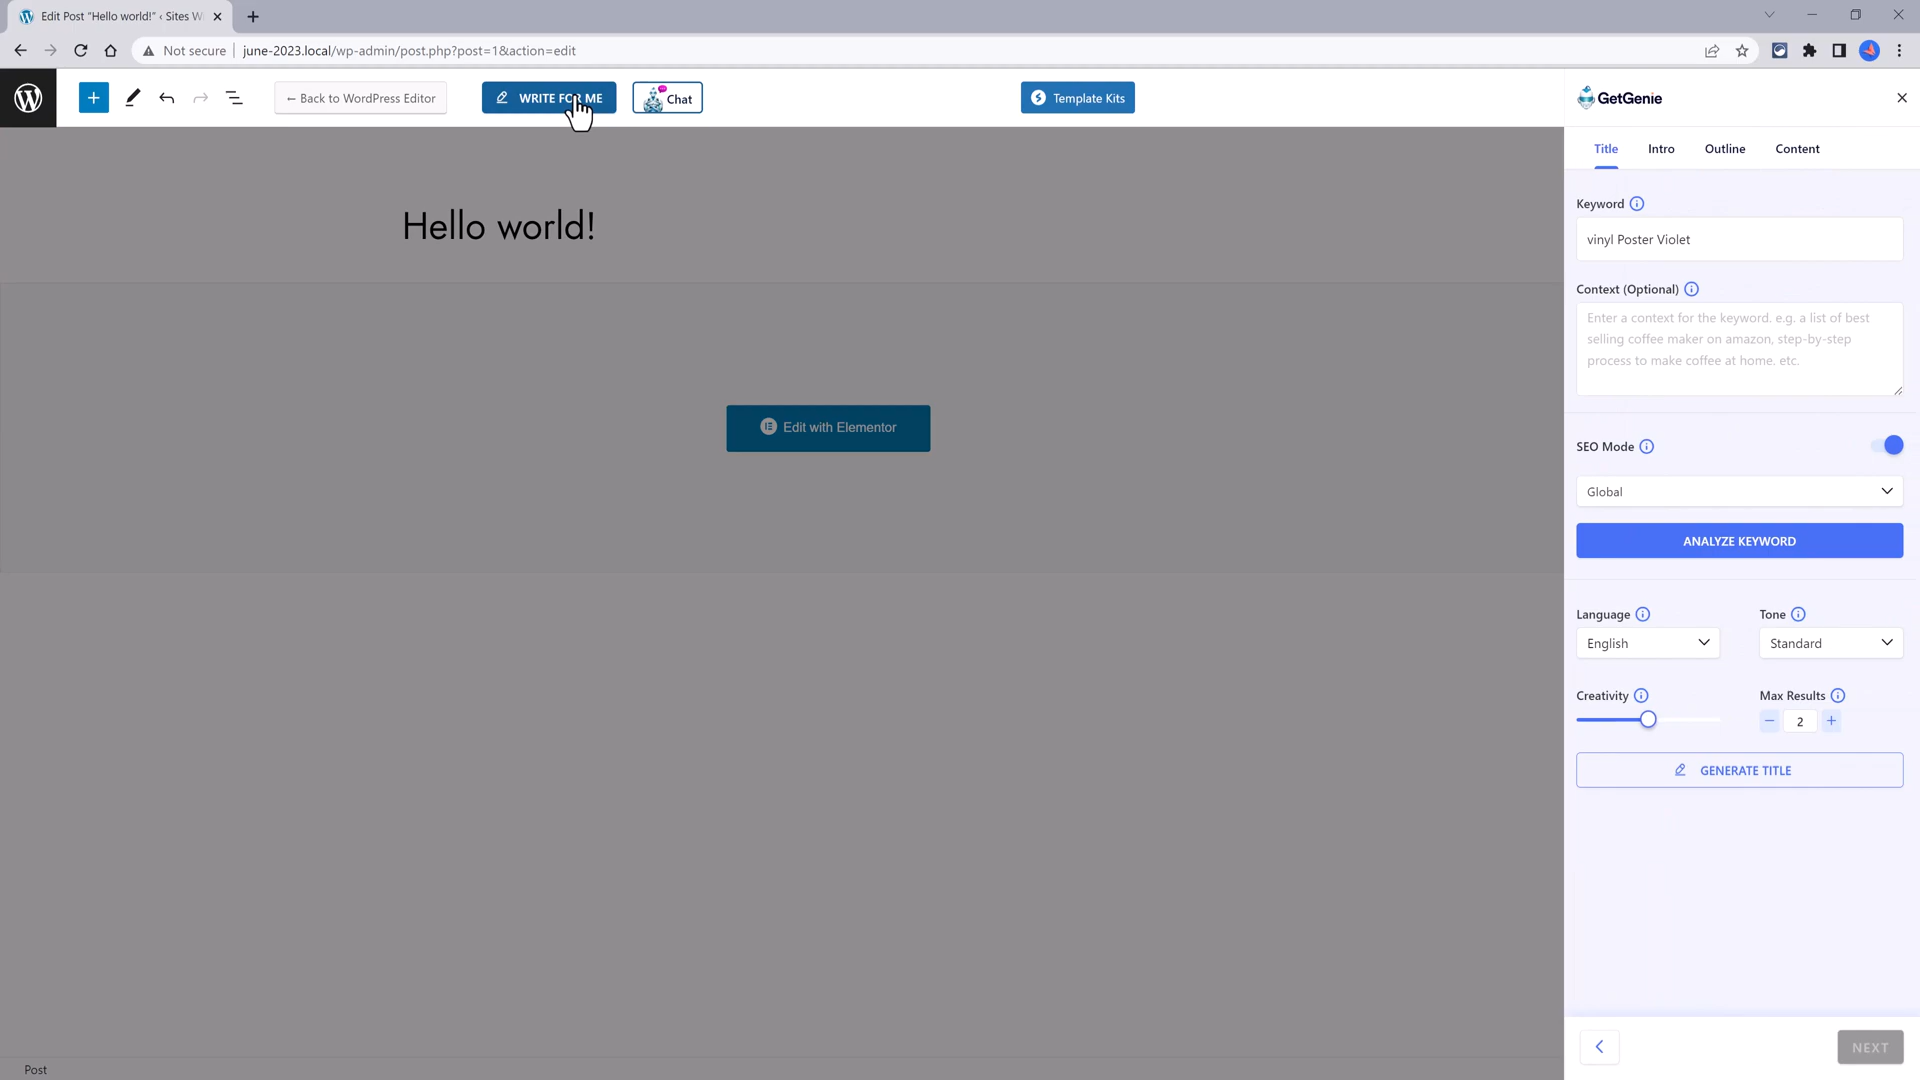 Edit Post "Hello world!" ‹ Sites W
Not secure
june-2023.local/wp-admin/post.php?post=1&action=edit
← Back to WordPress Editor
WRITE FOR ME
Chat
Template Kits
GetGenie
Title
Intro
Outline
Content
Hello world!
Edit with Elementor
Keyword
vinyl Poster Violet
Context (Optional)
Enter a context for the keyword. e.g. a list of best
selling coffee maker on amazon, step-by-step
process to make coffee at home. etc.
SEO Mode
Global
ANALYZE KEYWORD
Language
Tone
English
Standard
Creativity
Max Results
2
GENERATE TITLE
NEXT
Post